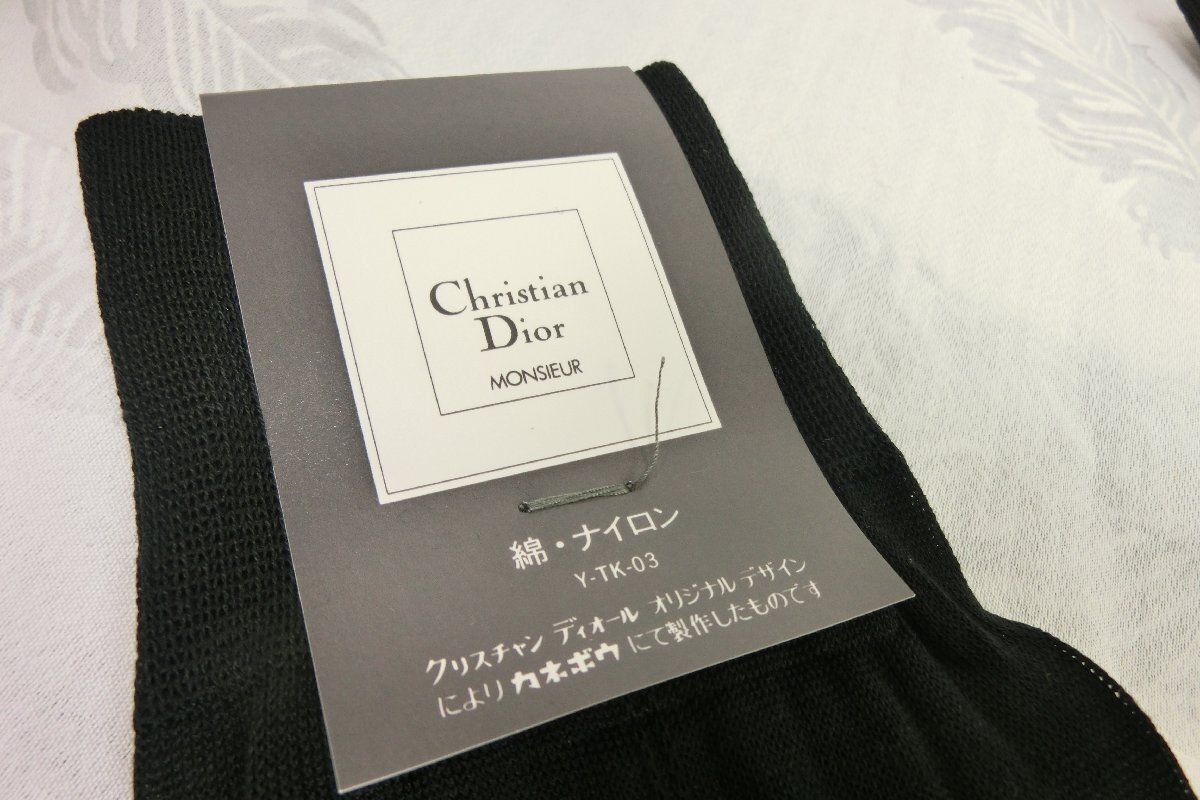 Christian
Dior
MONSIEUR
綿・ナイロン
Y-TK-03
クリスチャン ディオール オリジナルデザイン
により カネボウ にて製作したものです